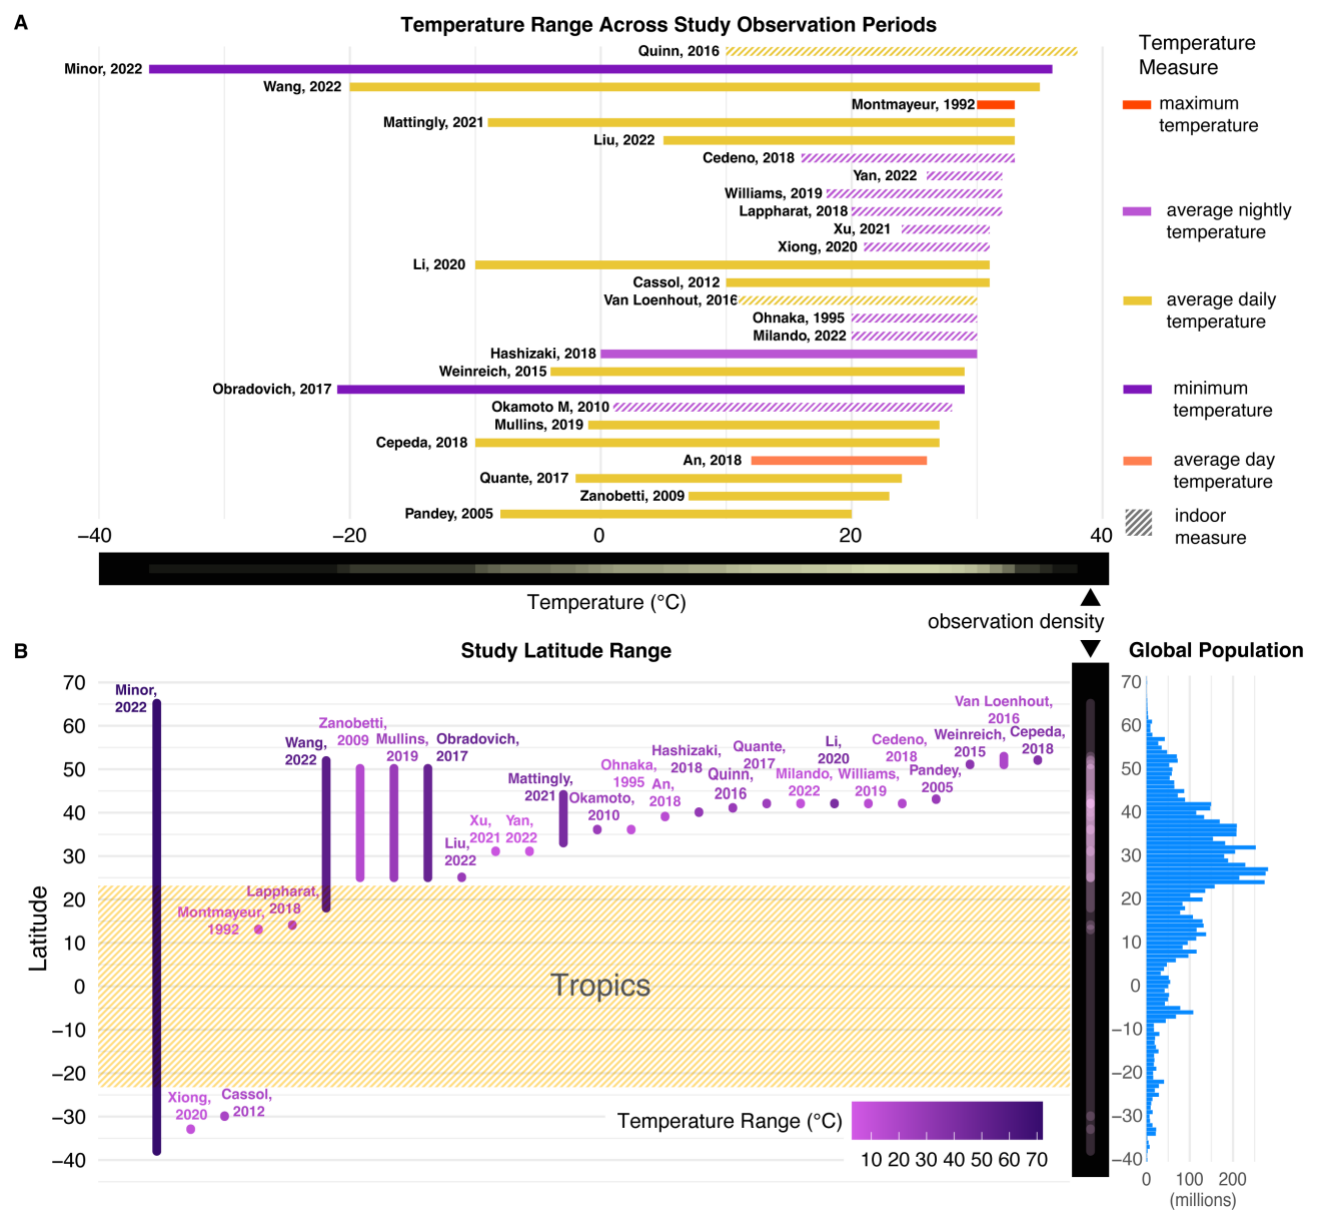 A
Temperature Range Across Study Observation Periods
Quinn, 2016
Minor, 2022
Wang, 2022
Montmayeur, 1992
Mattingly, 2021
Liu, 2022
Cedeno, 2018
Yan, 2022
Williams, 2019
Lappharat, 2018
Xu, 2021
Xiong, 2020
Li, 2020
Cassol, 2012
Van Loenhout, 2016
Ohnaka, 1995
Milando, 2022
Hashizaki, 2018
Weinreich, 2015
Obradovich, 2017
Okamoto M, 2010
Mullins, 2019
Cepeda, 2018
An, 2018
Quante, 2017
Zanobetti, 2009
Pandey, 2005
−40 −20 0 20 40
Temperature (°C)
Temperature
Measure
maximum
temperature
average nightly
temperature
average daily
temperature
minimum
temperature
average day
temperature
indoor
measure
observation density
B
Study Latitude Range
Global Population
Latitude
70
60
50
40
30
20
10
0
−10
−20
−30
−40
Minor,
2022
Xiong,
2020
Cassol,
2012
Montmayeur,
1992
Lappharat,
2018
Wang,
2022
Zanobetti,
2009
Mullins,
2019
Obradovich,
2017
Liu,
2022
Xu,
2021
Yan,
2022
Mattingly,
2021
Okamoto,
2010
Ohnaka,
1995
An,
2018
Hashizaki,
2018
Quinn,
2016
Quante,
2017
Milando,
2022
Li,
2020
Williams,
2019
Cedeno,
2018
Pandey,
2005
Weinreich,
2015
Van Loenhout,
2016
Cepeda,
2018
Tropics
Temperature Range (°C)
10 20 30 40 50 60 70
70
60
50
40
30
20
10
0
−10
−20
−30
−40
0 100 200
(millions)